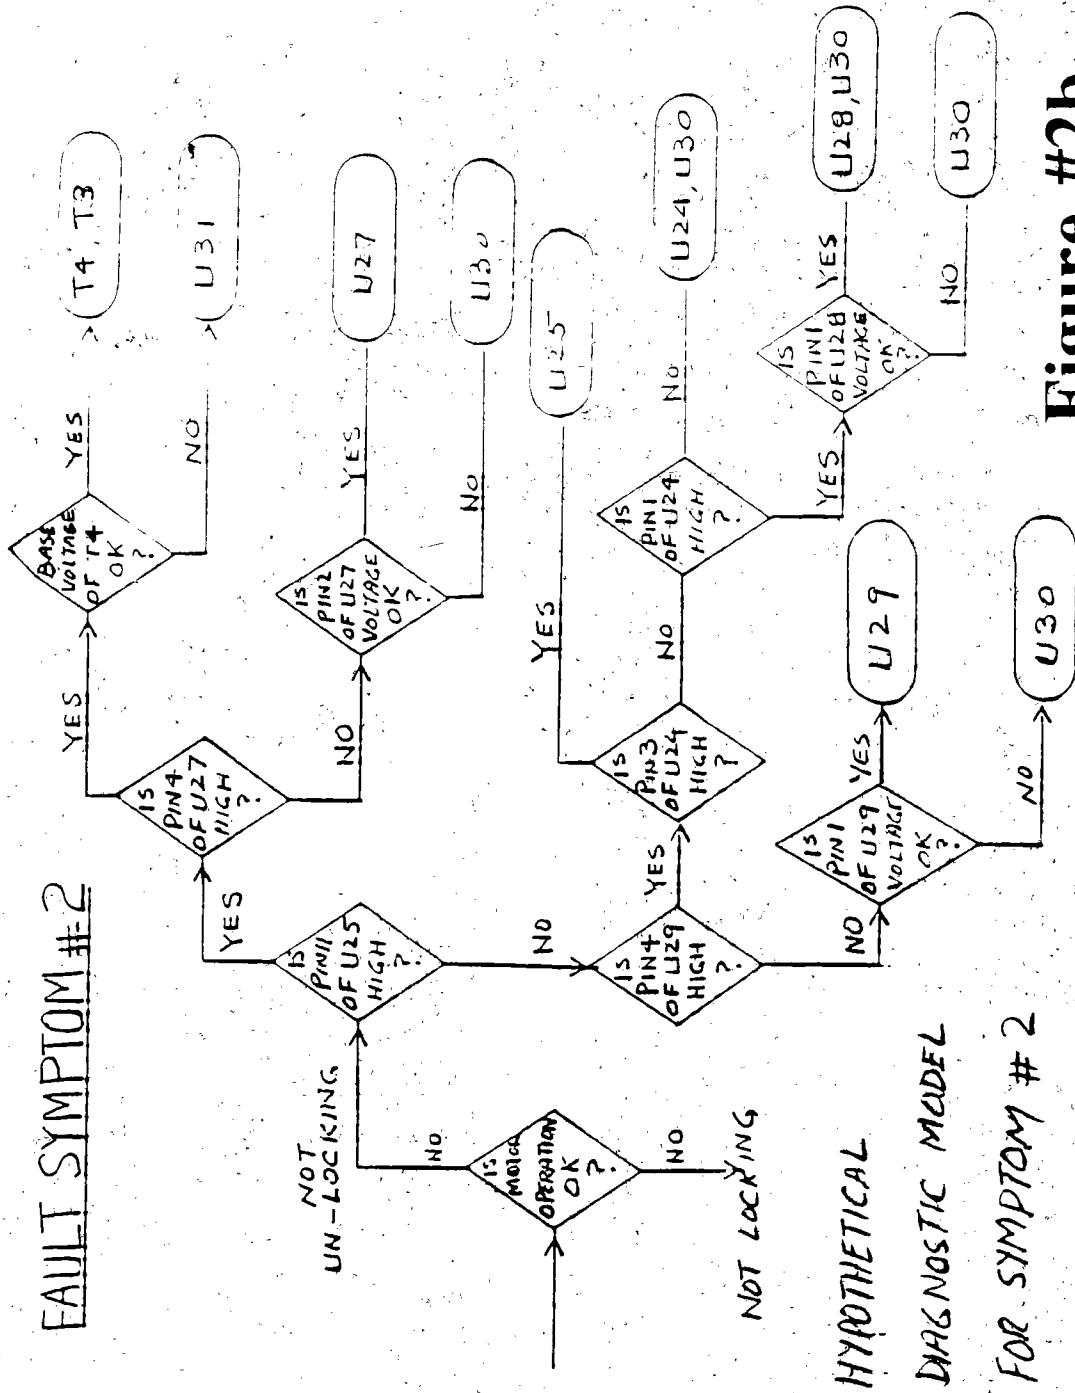 FAULT SYMPTOM #2
IS
MOTOR
OPERATION
OK
?
NO
NOT
UN-LOCKING
NO
NOT LOCKING
IS
PIN11
OF U25
HIGH
?
YES
NO
IS
PIN4
OF U27
HIGH
?
YES
NO
BASE
VOLTAGE
OF T4
OK
?
YES
T4, T3
NO
U31
IS
PIN2
OF U27
VOLTAGE
OK
?
YES
U27
NO
U30
IS
PIN4
OF U29
HIGH
?
YES
NO
IS
PIN3
OF U24
HIGH
?
YES
U25
NO
IS
PIN1
OF U24
HIGH
?
NO
U24, U30
YES
IS
PIN1
OF U28
VOLTAGE
OK
?
YES
U28, U30
NO
U30
IS
PIN1
OF U29
VOLTAGE
OK
?
YES
U29
NO
U30
HYPOTHETICAL
DIAGNOSTIC MODEL
FOR SYMPTOM #2
Figure #2b